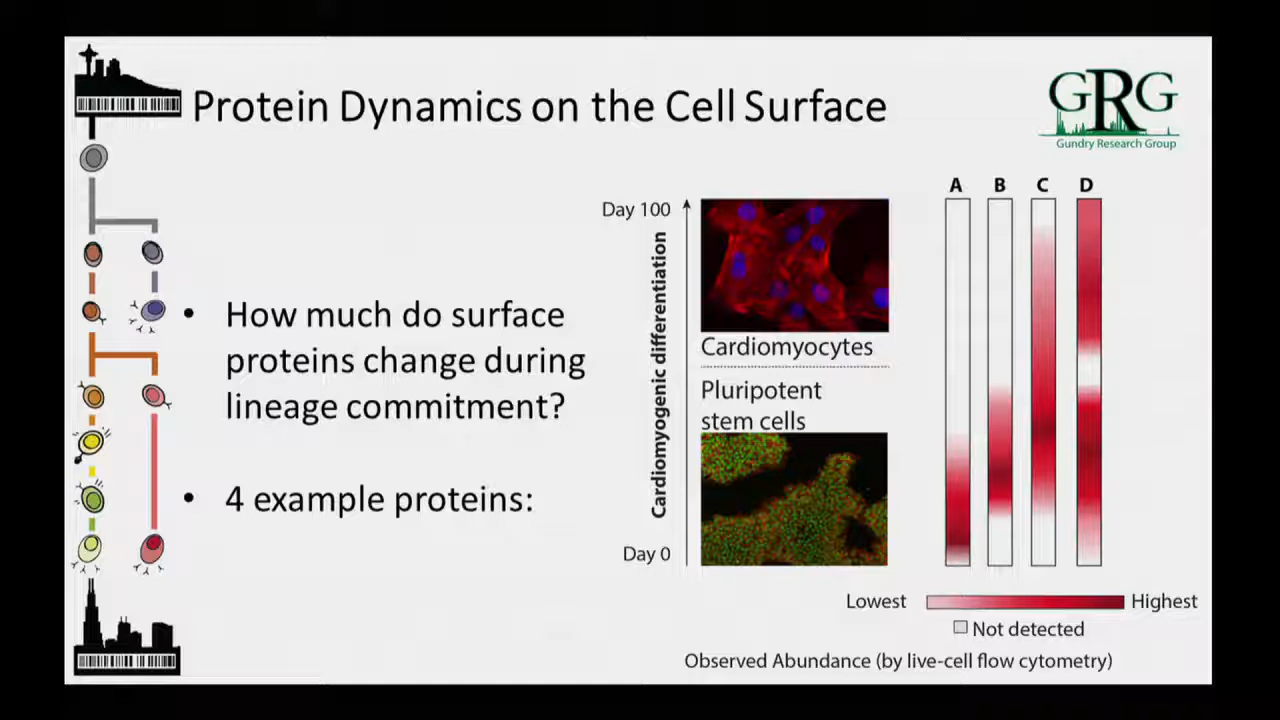 Protein Dynamics on the Cell Surface
GRG
Gundry Research Group
• How much do surface
proteins change during
lineage commitment?
• 4 example proteins:
Day 100
Cardiomyogenic differentiation
Day 0
Cardiomyocytes
Pluripotent
stem cells
A B C D
Lowest Highest
Not detected
Observed Abundance (by live-cell flow cytometry)